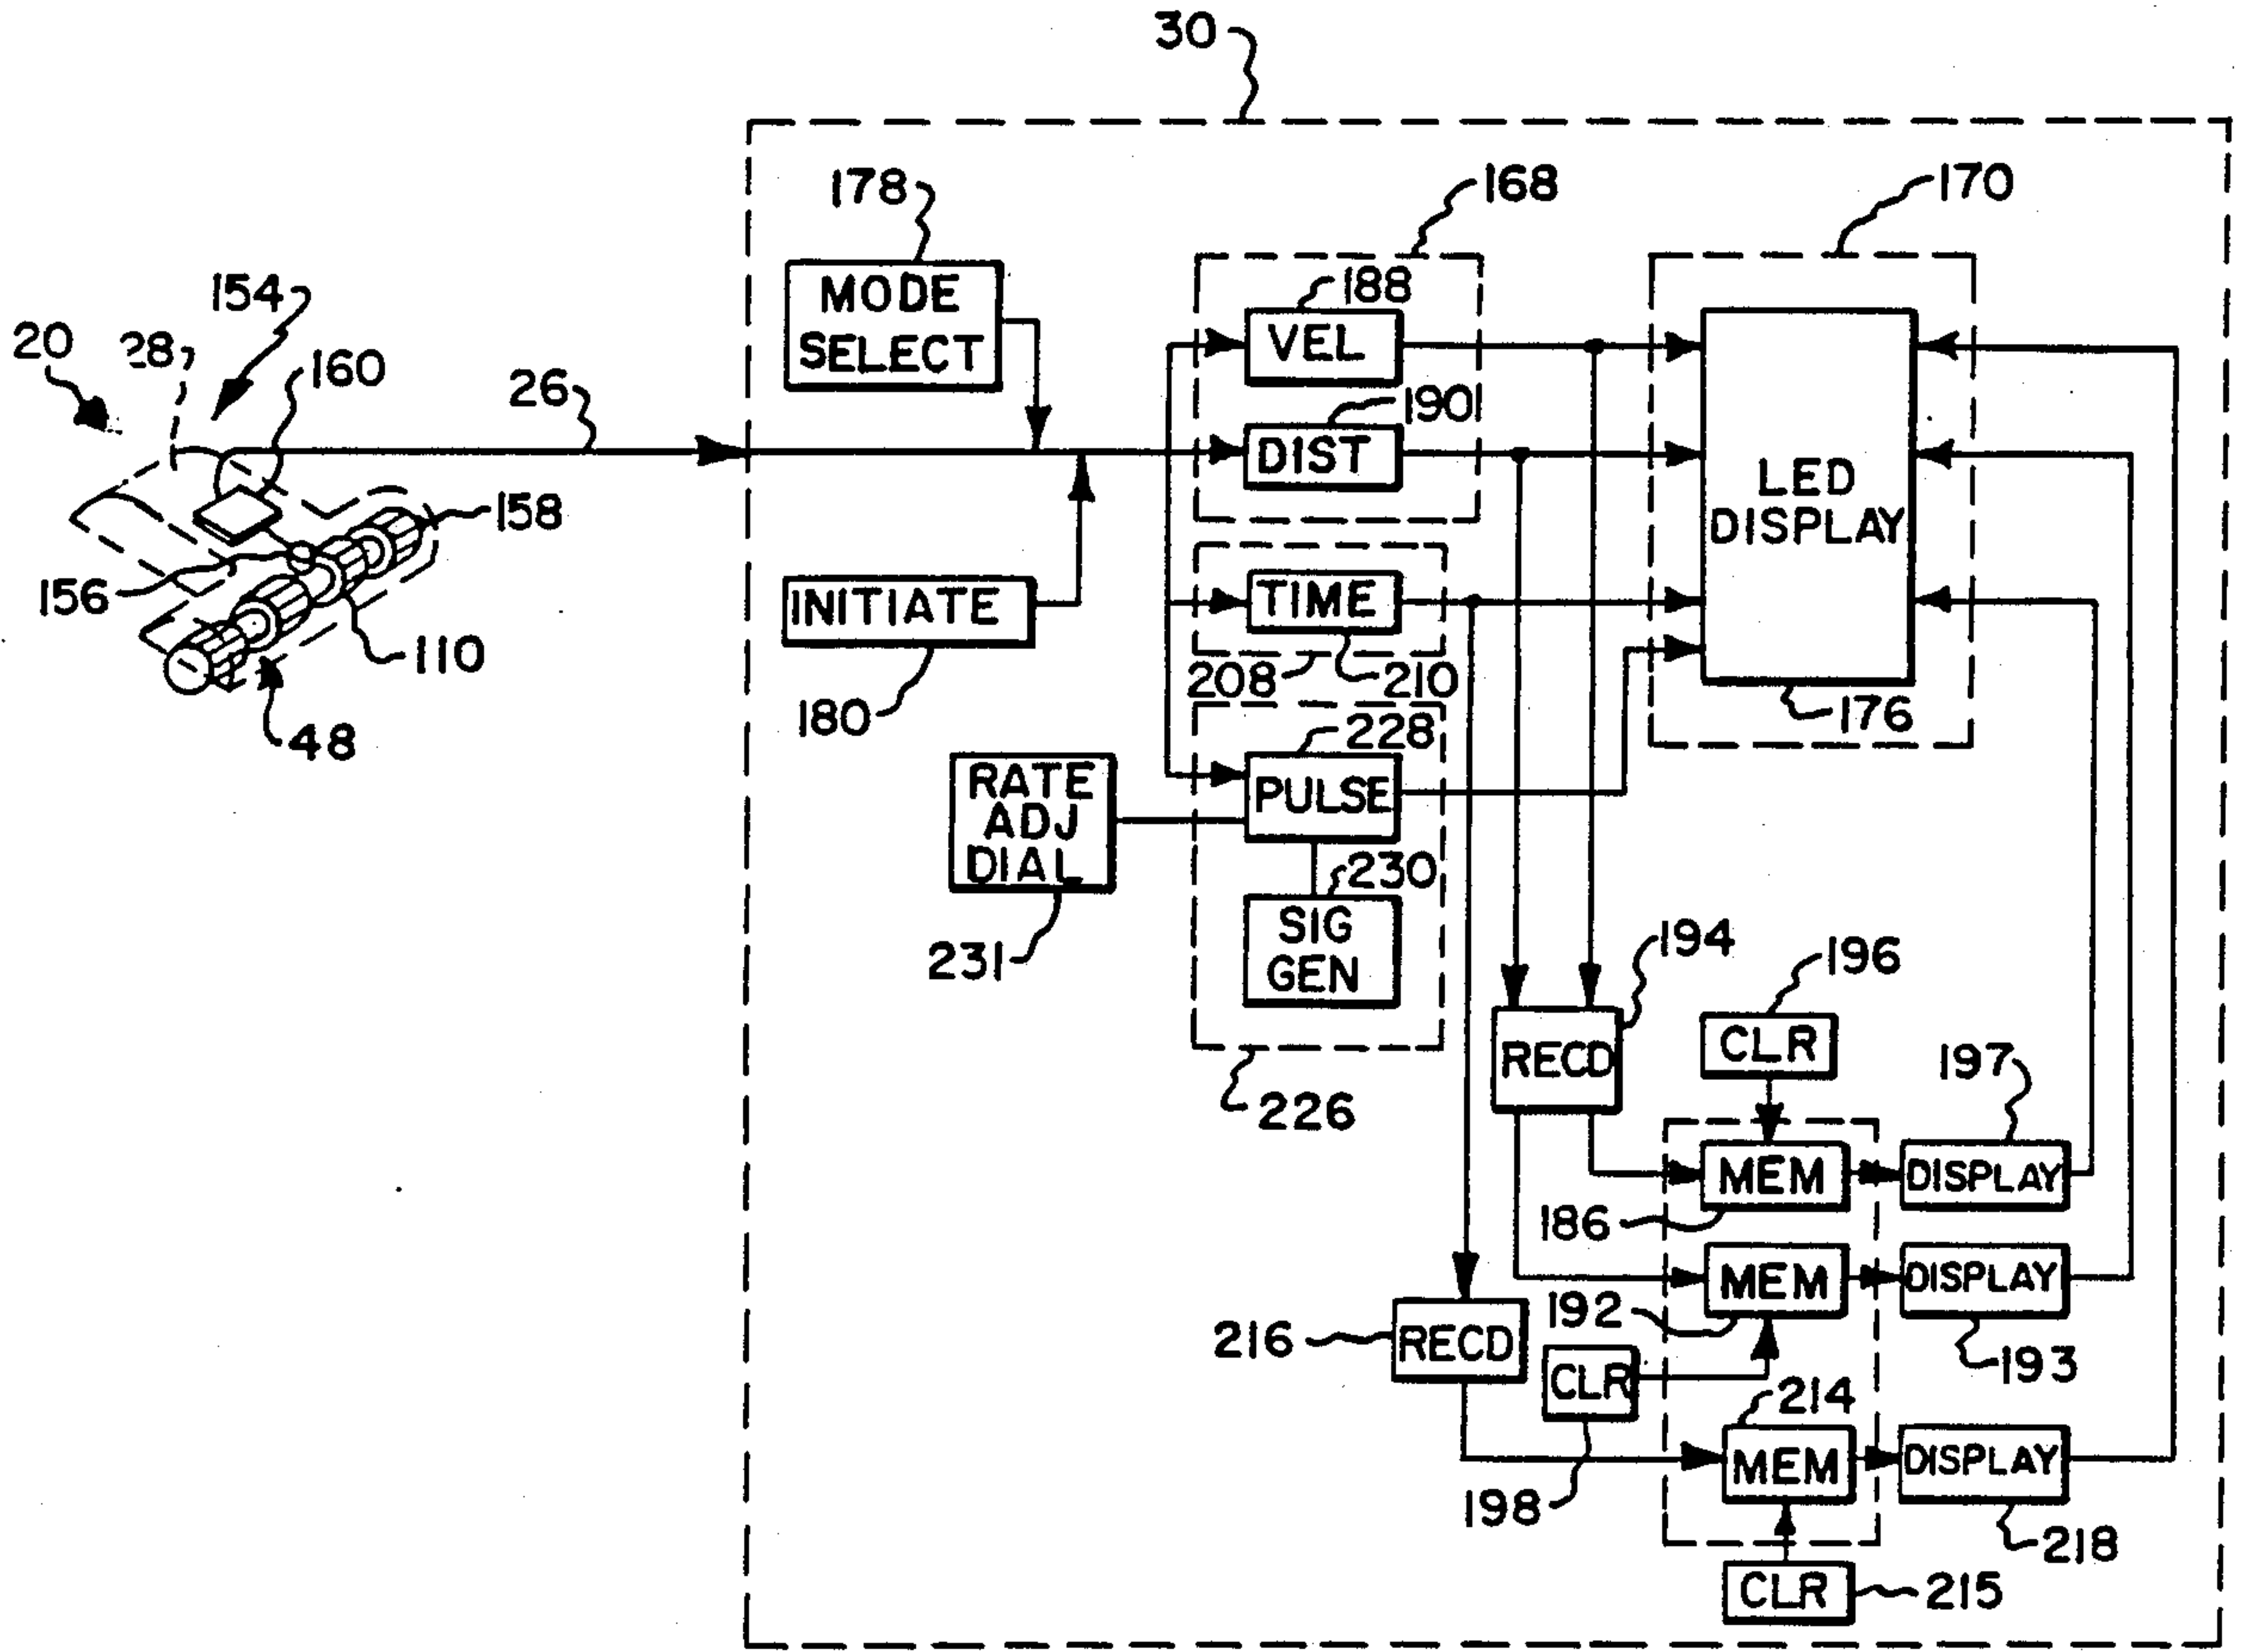 30
178
168
170
154
MODE
SELECT
188
VEL
20
28
160
26
190
DIST
LED
DISPLAY
158
156
INITIATE
TIME
110
208
210
180
176
48
228
RATE
ADJ
DIAL
PULSE
230
231
SIG
GEN
194
196
RECD
CLR
197
226
MEM
DISPLAY
186
MEM
DISPLAY
192
216
RECD
CLR
193
214
MEM
DISPLAY
198
218
CLR
215